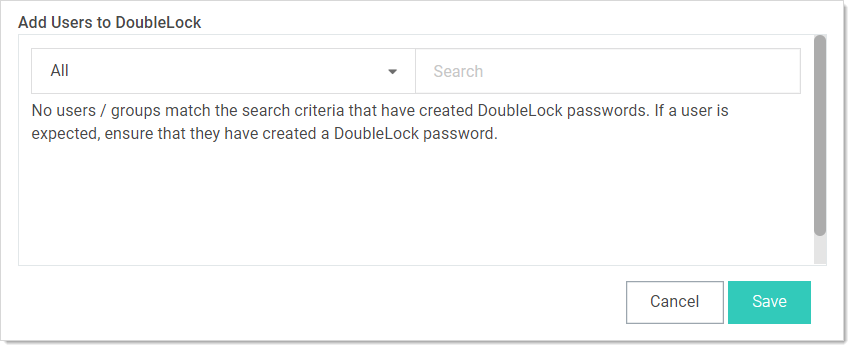 Add Users to DoubleLock
All
Search
No users / groups match the search criteria that have created DoubleLock passwords. If a user is
expected, ensure that they have created a DoubleLock password.
Cancel
Save